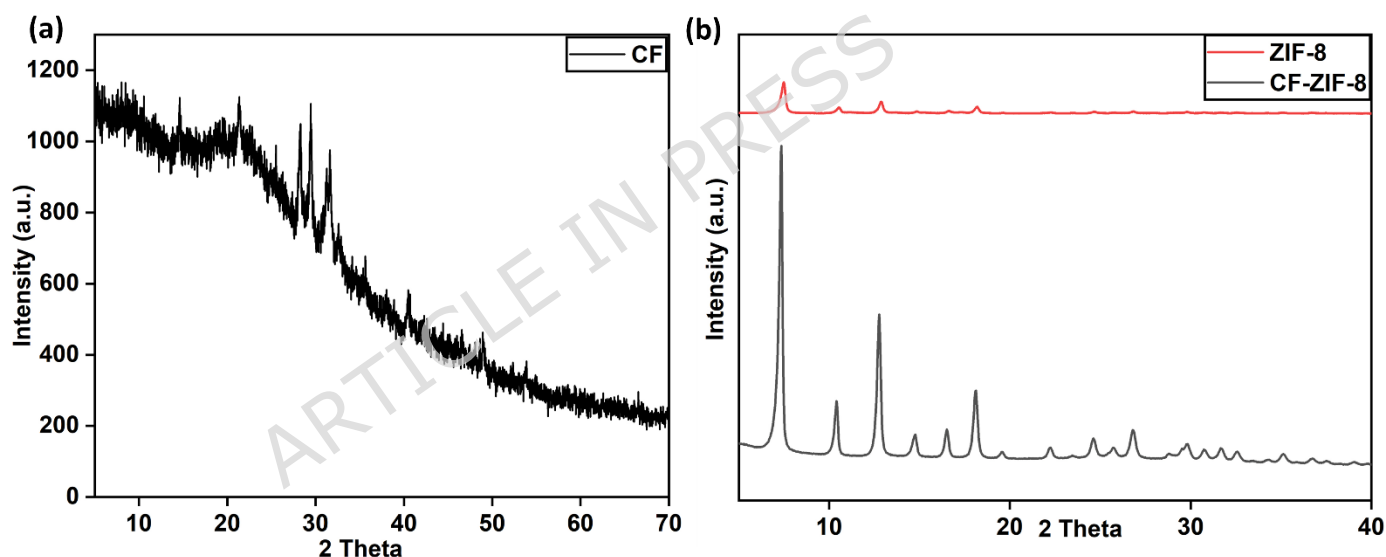 (a)
CF
1200
1000
800
600
400
200
0
Intensity (a.u.)
10 20 30 40 50 60 70
2 Theta
(b)
ZIF-8
CF-ZIF-8
Intensity (a.u.)
10 20 30 40
2 Theta
ARTICLE IN PRESS